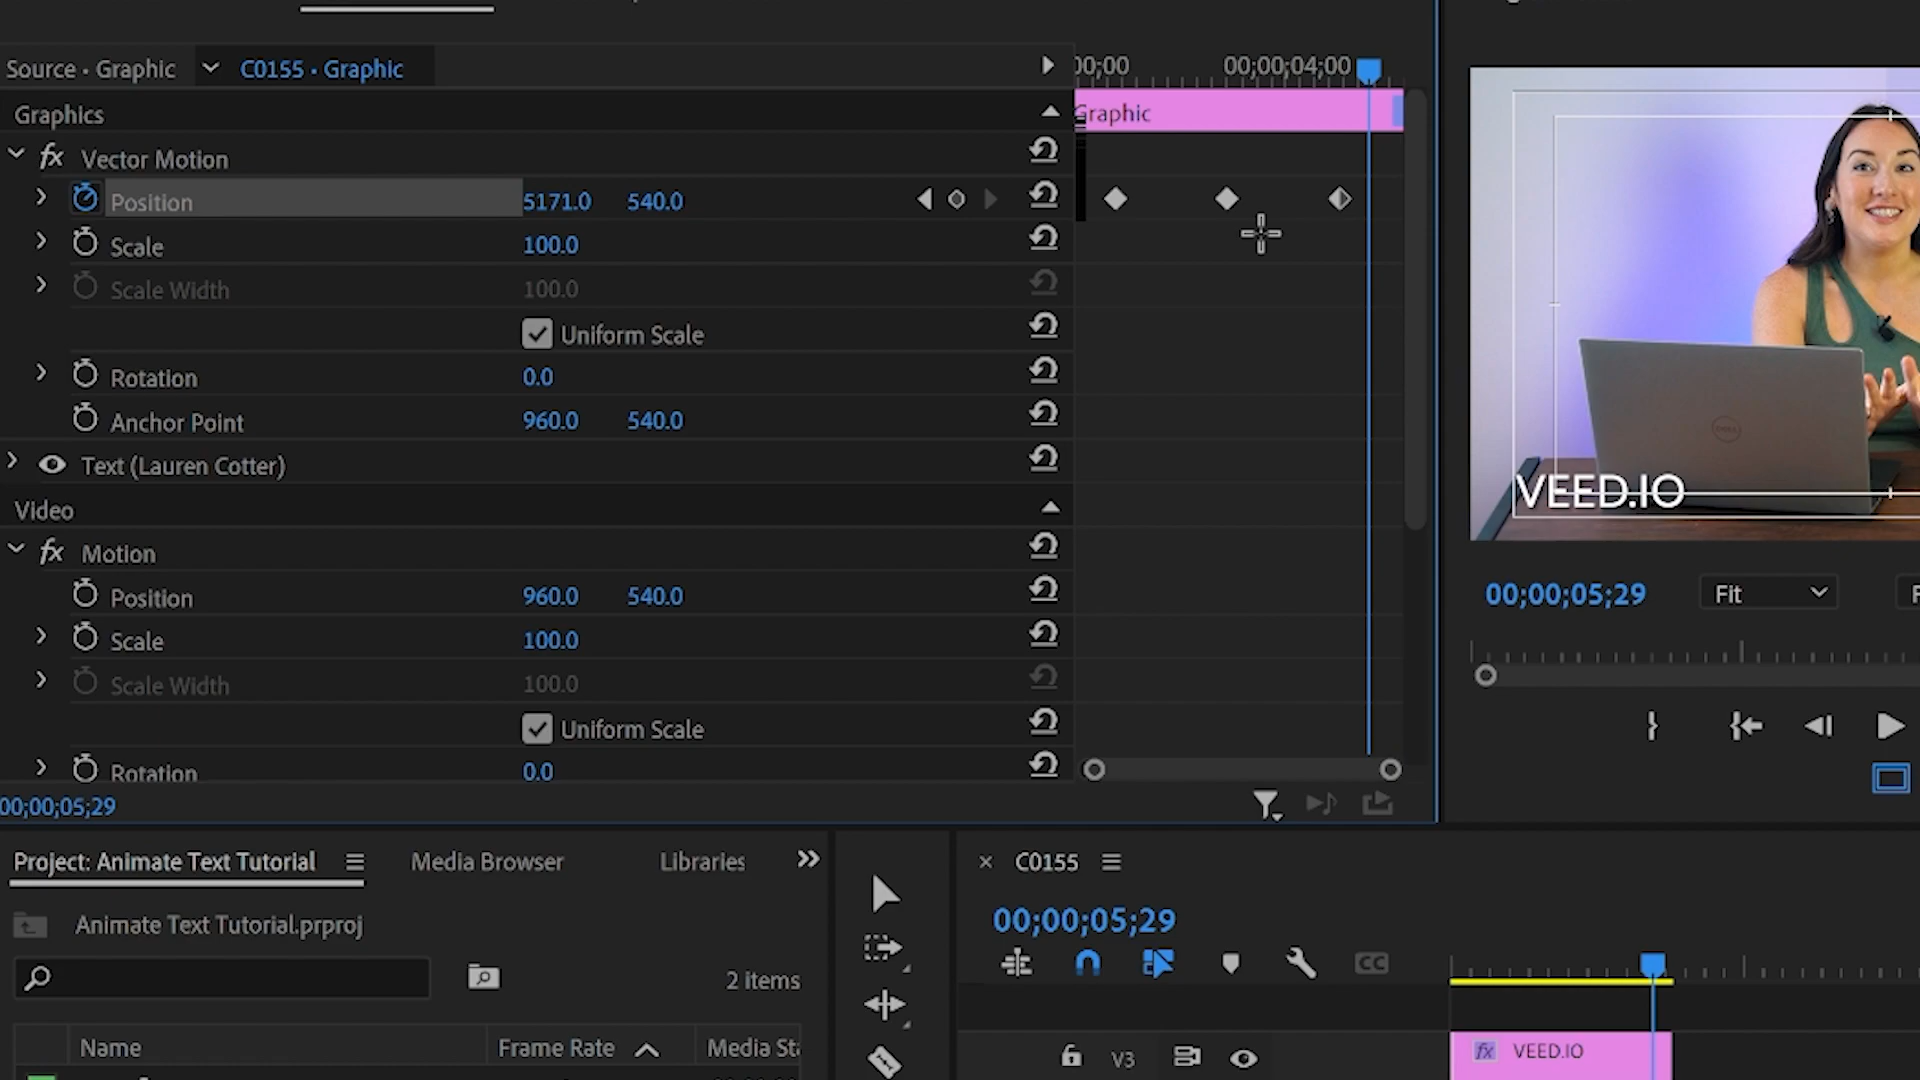 Source · Graphic
C0155 · Graphic
00;00
00;00;04;00
Graphics
Graphic
fx Vector Motion
Position 5171.0 540.0
Scale 100.0
Scale Width 100.0
Uniform Scale
Rotation 0.0
Anchor Point 960.0 540.0
Text (Lauren Cotter)
Video
fx Motion
Position 960.0 540.0
Scale 100.0
Scale Width 100.0
Uniform Scale
Rotation 0.0
00;00;05;29
DELL
VEED.IO
00;00;05;29 Fit
Project: Animate Text Tutorial
Media Browser
Libraries
Animate Text Tutorial.prproj
2 items
Name
Frame Rate
Media Sta
C0155
00;00;05;29
CC
V3
fx VEED.IO